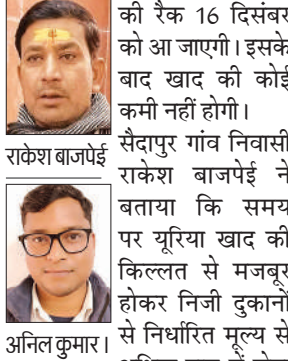 की रैक 16 दिसंबर
को आ जाएगी। इसके
बाद खाद की कोई
कमी नहीं होगी।
सैदापुर गांव निवासी
राकेश बाजपेई ने
बताया कि समय
पर यूरिया खाद की
किल्लत से मजबूर
होकर निजी दुकानों
से निर्धारित मूल्य से
राकेश बाजपेई
अनिल कुमार।